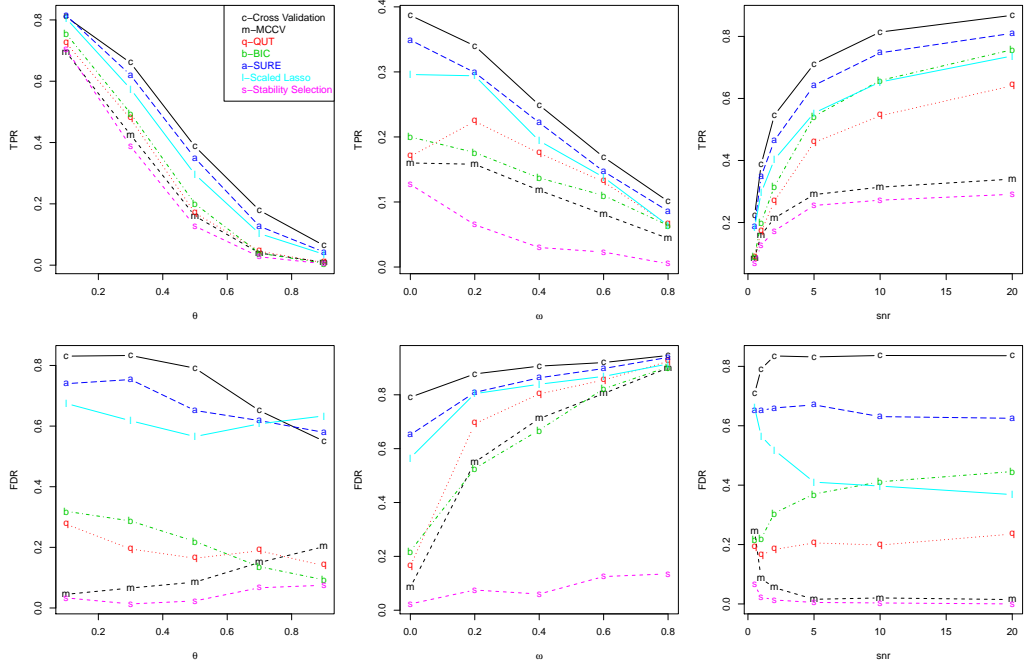 TPR
0.8
0.6
0.4
0.2
0.0
0.2 0.4 0.6 0.8
θ
c−Cross Validation
m−MCCV
q−QUT
b−BIC
a−SURE
l−Scaled Lasso
s−Stability Selection
TPR
0.4
0.3
0.2
0.1
0.0
0.0 0.2 0.4 0.6 0.8
ω
TPR
0.8
0.6
0.4
0.2
0 5 10 15 20
snr
FDR
0.8
0.6
0.4
0.2
0.0
0.2 0.4 0.6 0.8
θ
FDR
0.8
0.6
0.4
0.2
0.0
0.0 0.2 0.4 0.6 0.8
ω
FDR
0.8
0.6
0.4
0.2
0.0
0 5 10 15 20
snr